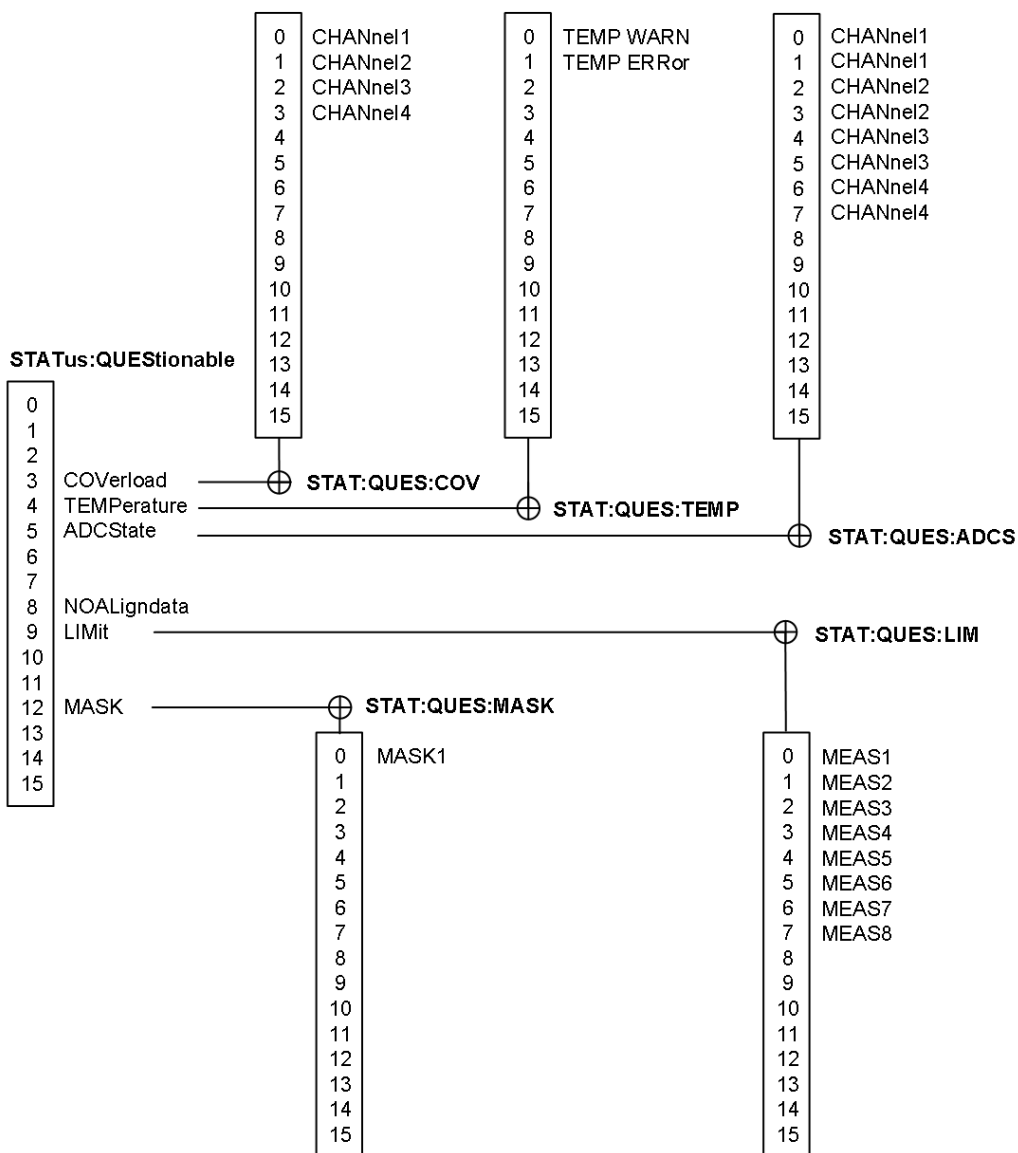 0 CHANnel1
1 CHANnel2
2 CHANnel3
3 CHANnel4
4
5
6
7
8
9
10
11
12
13
14
15
0 TEMP WARN
1 TEMP ERRor
2
3
4
5
6
7
8
9
10
11
12
13
14
15
0 CHANnel1
1 CHANnel1
2 CHANnel2
3 CHANnel2
4 CHANnel3
5 CHANnel3
6 CHANnel4
7 CHANnel4
8
9
10
11
12
13
14
15
STATus:QUEStionable
0
1
2
3 COVerload
4 TEMPerature
5 ADCState
6
7
8 NOALigndata
9 LIMit
10
11
12 MASK
13
14
15
STAT:QUES:COV
STAT:QUES:TEMP
STAT:QUES:ADCS
STAT:QUES:LIM
STAT:QUES:MASK
0 MASK1
1
2
3
4
5
6
7
8
9
10
11
12
13
14
15
0 MEAS1
1 MEAS2
2 MEAS3
3 MEAS4
4 MEAS5
5 MEAS6
6 MEAS7
7 MEAS8
8
9
10
11
12
13
14
15